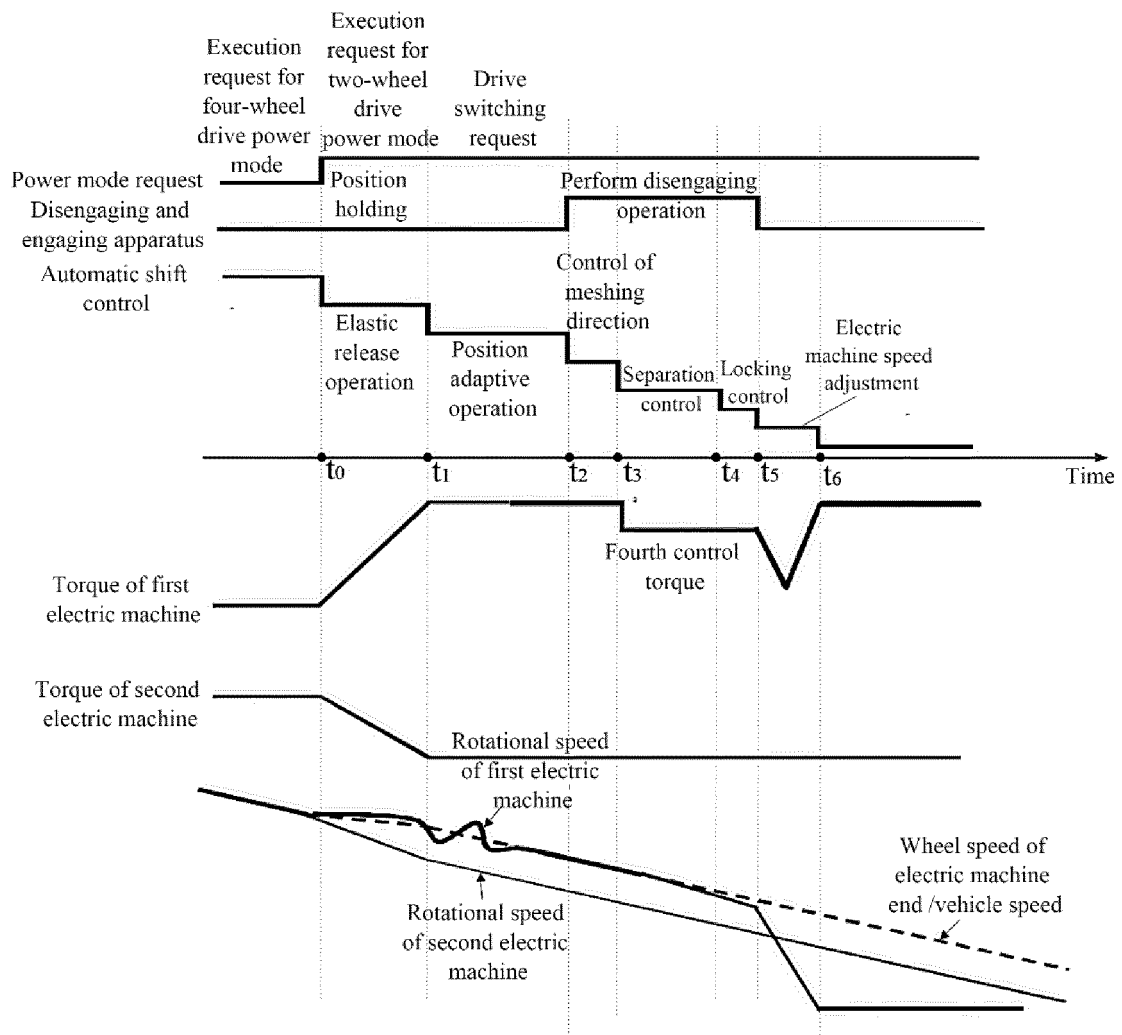 Execution
request for
four-wheel
drive power
mode
Execution
request for
two-wheel
drive
power mode
Drive
switching
request
Power mode request
Disengaging and
engaging apparatus
Position
holding
Perform disengaging
operation
Automatic shift
control
Elastic
release
operation
Position
adaptive
operation
Control of
meshing
direction
Separation
control
Locking
control
Electric
machine speed
adjustment
t0
t1
t2
t3
t4
t5
t6
Time
Torque of first
electric machine
Fourth control
torque
Torque of second
electric machine
Rotational speed
of first electric
machine
Rotational speed
of second electric
machine
Wheel speed of
electric machine
end /vehicle speed